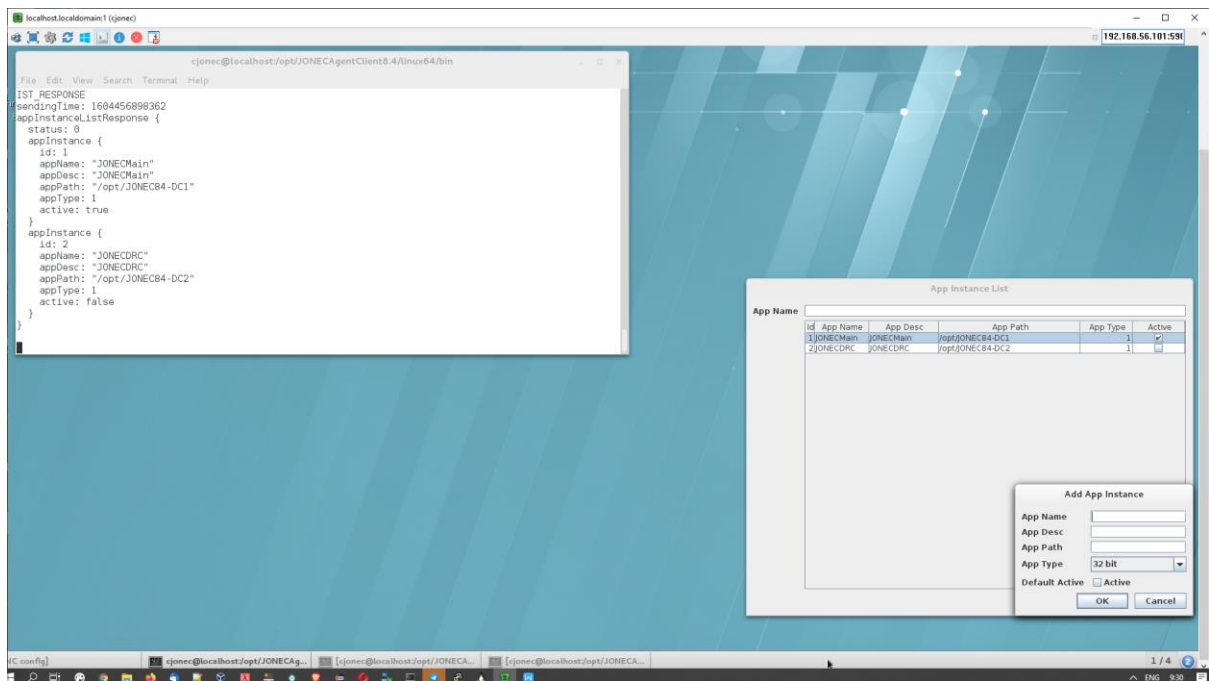 localhost.localdomain:1 (cjonec)
192.168.56.101:590
cjonec@localhost:/opt/JONECAgentClient8.4/linux64/bin
File Edit View Search Terminal Help
IST_RESPONSE
sendingTime: 1604456898362
appInstanceListResponse {
status: 0
appInstance {
id: 1
appName: "JONECMain"
appDesc: "JONECMain"
appPath: "/opt/JONEC84-DC1"
appType: 1
active: true
}
appInstance {
id: 2
appName: "JONECDRC"
appDesc: "JONECDRC"
appPath: "/opt/JONEC84-DC2"
appType: 1
active: false
}
}
App Instance List
App Name
Id App Name App Desc App Path App Type Active
1 JONECMain JONECMain /opt/JONEC84-DC1 1
2 JONECDRC JONECDRC /opt/JONEC84-DC2 1
Add App Instance
App Name
App Desc
App Path
App Type 32 bit
Default Active Active
OK Cancel
NC config] cjonec@localhost:/opt/JONECAg... [cjonec@localhost:/opt/JONECA... [cjonec@localhost:/opt/JONECA... 1 / 4 2
ENG 9:30